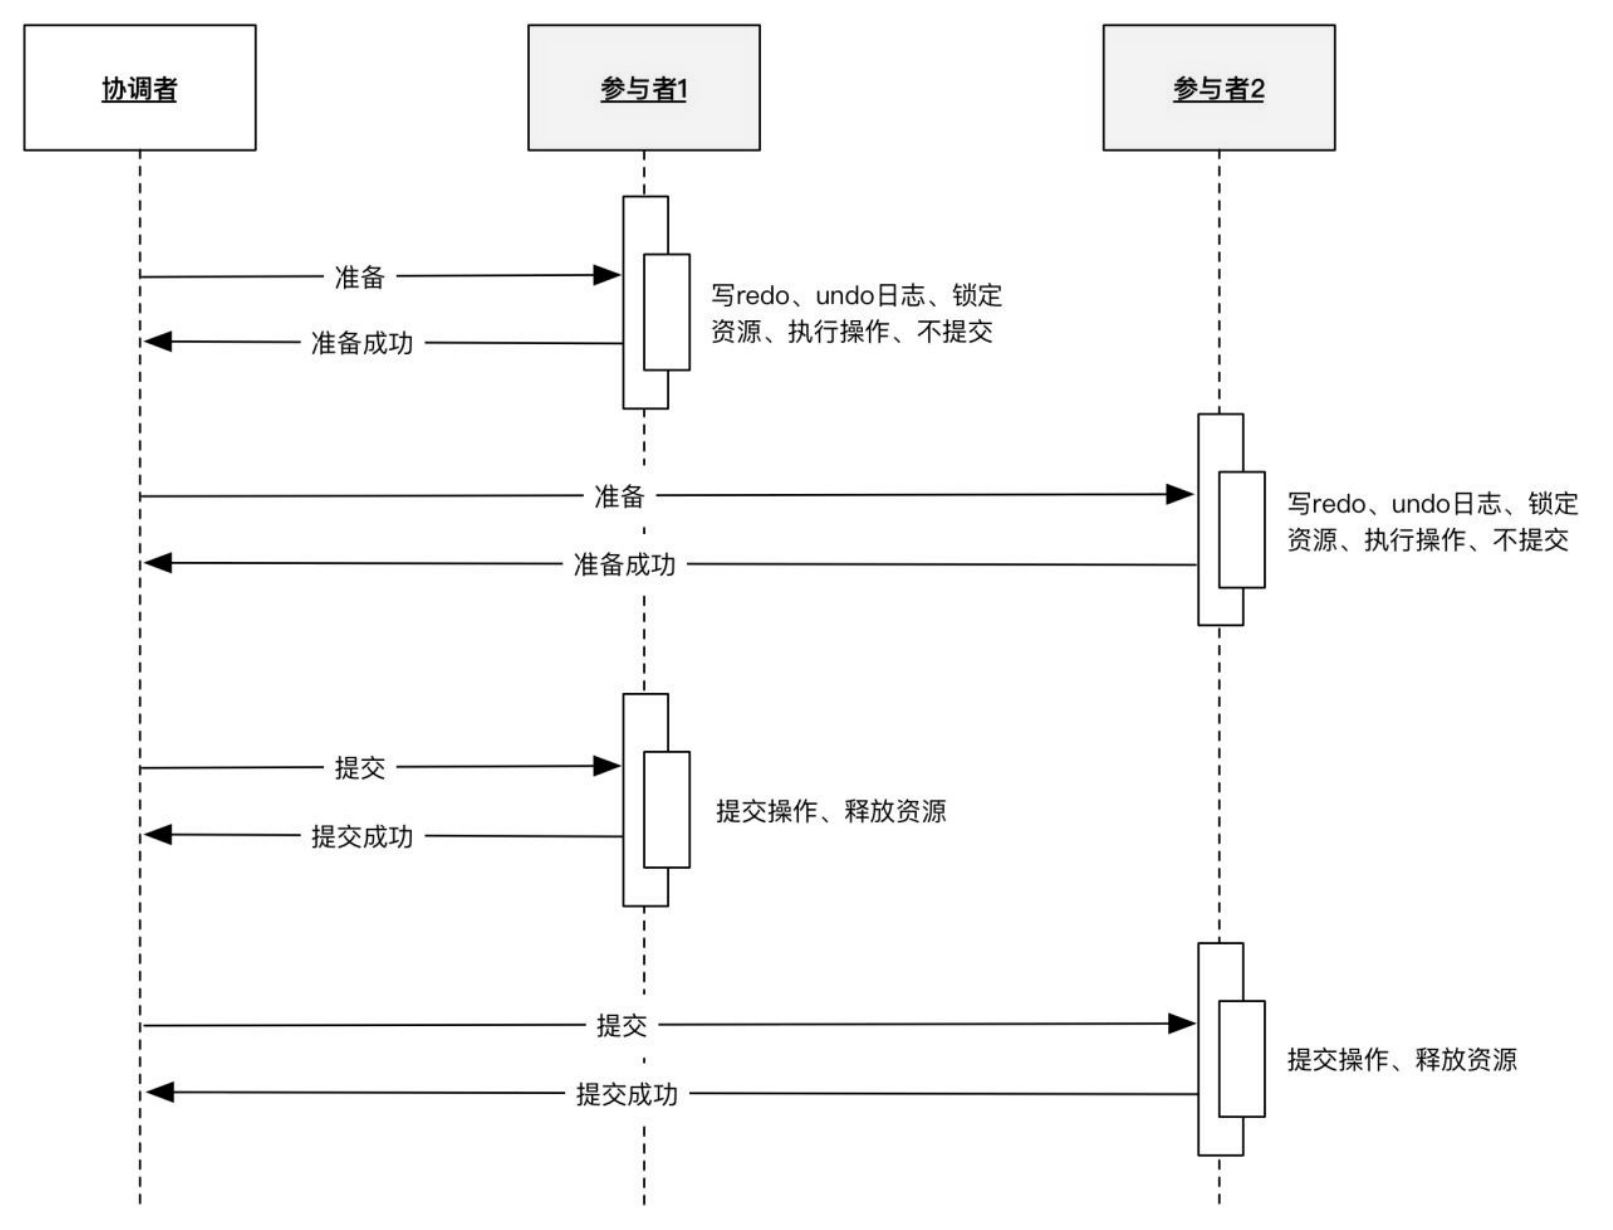 协调者
参与者1
参与者2
准备
写redo、undo日志、锁定
资源、执行操作、不提交
准备成功
准备
写redo、undo日志、锁定
资源、执行操作、不提交
准备成功
提交
提交操作、释放资源
提交成功
提交
提交操作、释放资源
提交成功